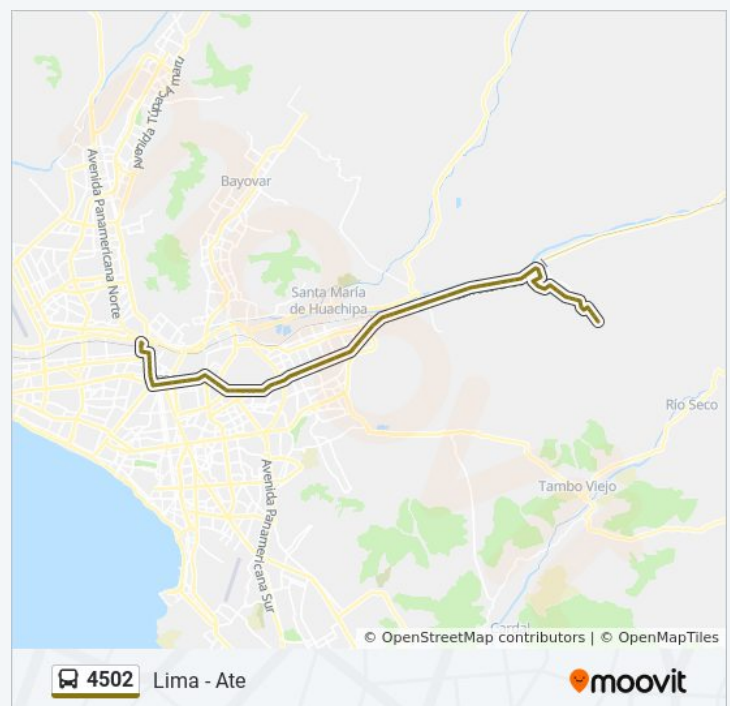 Avenida Túpac Amaru
Avenida Panamericana Norte
Bayovar
Santa María
de Huachipa
Río Seco
Tambo Viejo
Avenida Panamericana Sur
Cardal
© OpenStreetMap contributors | © OpenMapTiles
4502 Lima - Ate
moovit